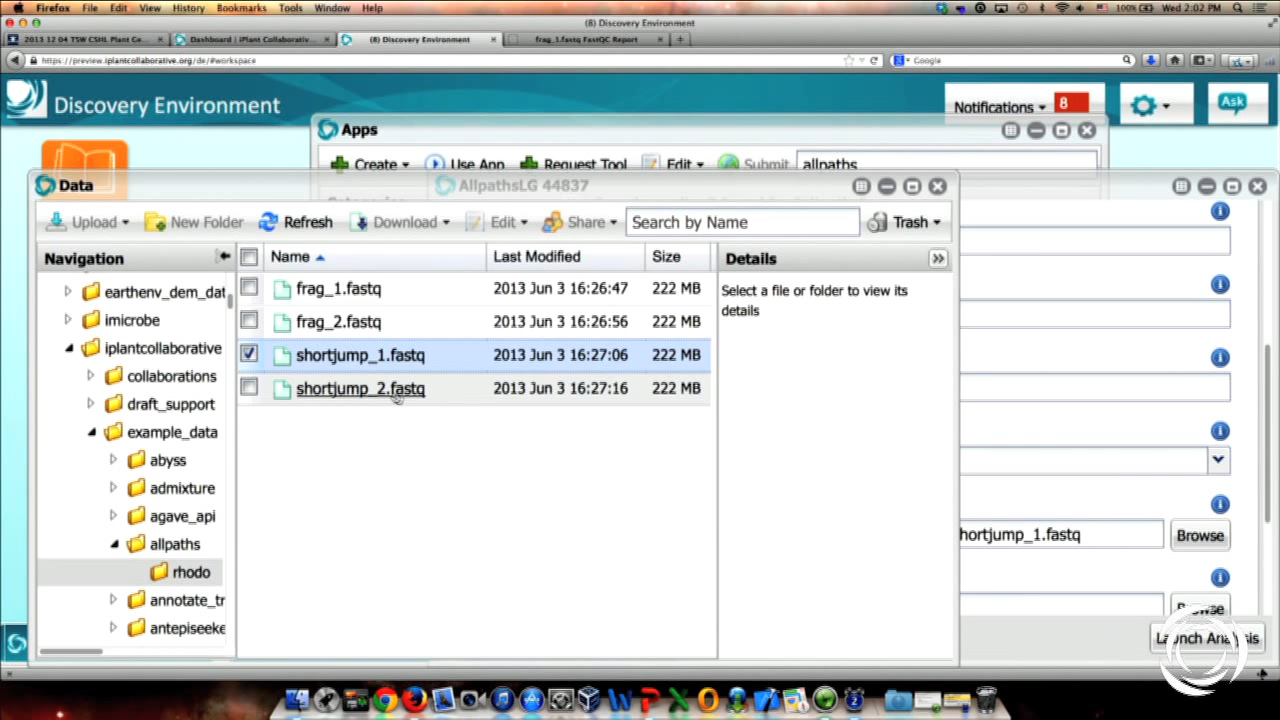 Firefox File Edit View History Bookmarks Tools Window Help 100% Wed 2:02 PM
(8) Discovery Environment
2013 12 04 TSW CSHL Plant Ge... Dashboard | iPlant Collaborativ... (8) Discovery Environment frag_1.fastq FastQC Report
https://preview.iplantcollaborative.org/de/#workspace Google
Discovery Environment Notifications 8 Ask
Apps
Create Use App Request Tool Edit Submit allpaths
Data AllpathsLG 44837
Upload New Folder Refresh Download Edit Share Search by Name Trash
Navigation Name Last Modified Size Details
earthenv_dem_dat frag_1.fastq 2013 Jun 3 16:26:47 222 MB Select a file or folder to view its
details
imicrobe frag_2.fastq 2013 Jun 3 16:26:56 222 MB
iplantcollaborative shortjump_1.fastq 2013 Jun 3 16:27:06 222 MB
collaborations shortjump_2.fastq 2013 Jun 3 16:27:16 222 MB
draft_support
example_data
abyss
admixture
agave_api
allpaths hortjump_1.fastq Browse
rhodo
annotate_tr Browse
antepiseeke Launch Analysis